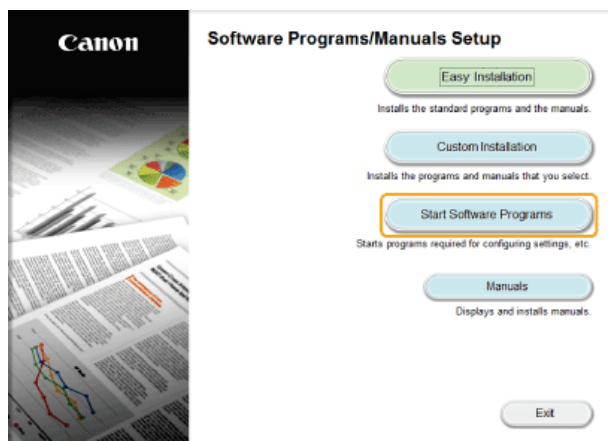 Canon
Software Programs/Manuals Setup
Easy Installation
Installs the standard programs and the manuals.
Custom Installation
Installs the programs and manuals that you select.
Start Software Programs
Starts programs required for configuring settings, etc.
Manuals
Displays and installs manuals.
Exit